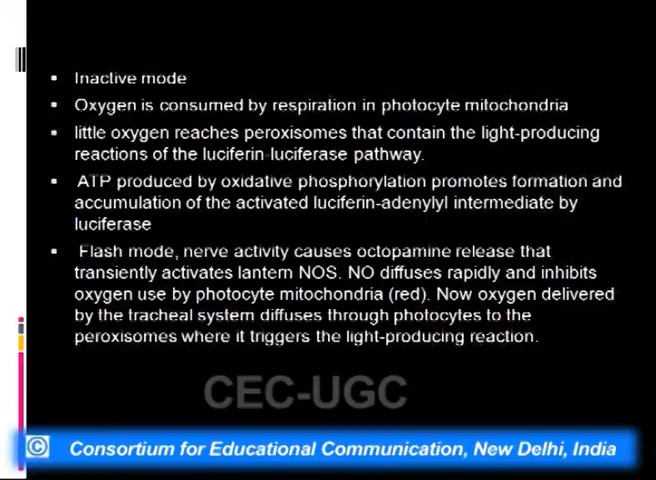 Inactive mode
Oxygen is consumed by respiration in photocyte mitochondria
little oxygen reaches peroxisomes that contain the light-producing
reactions of the luciferin-luciferase pathway.
ATP produced by oxidative phosphorylation promotes formation and
accumulation of the activated luciferin-adenylyl intermediate by
luciferase
Flash mode, nerve activity causes octopamine release that
transiently activates lantern NOS. NO diffuses rapidly and inhibits
oxygen use by photocyte mitochondria (red). Now oxygen delivered
by the tracheal system diffuses through photocytes to the
peroxisomes where it triggers the light-producing reaction.
CEC-UGC
© Consortium for Educational Communication, New Delhi, India